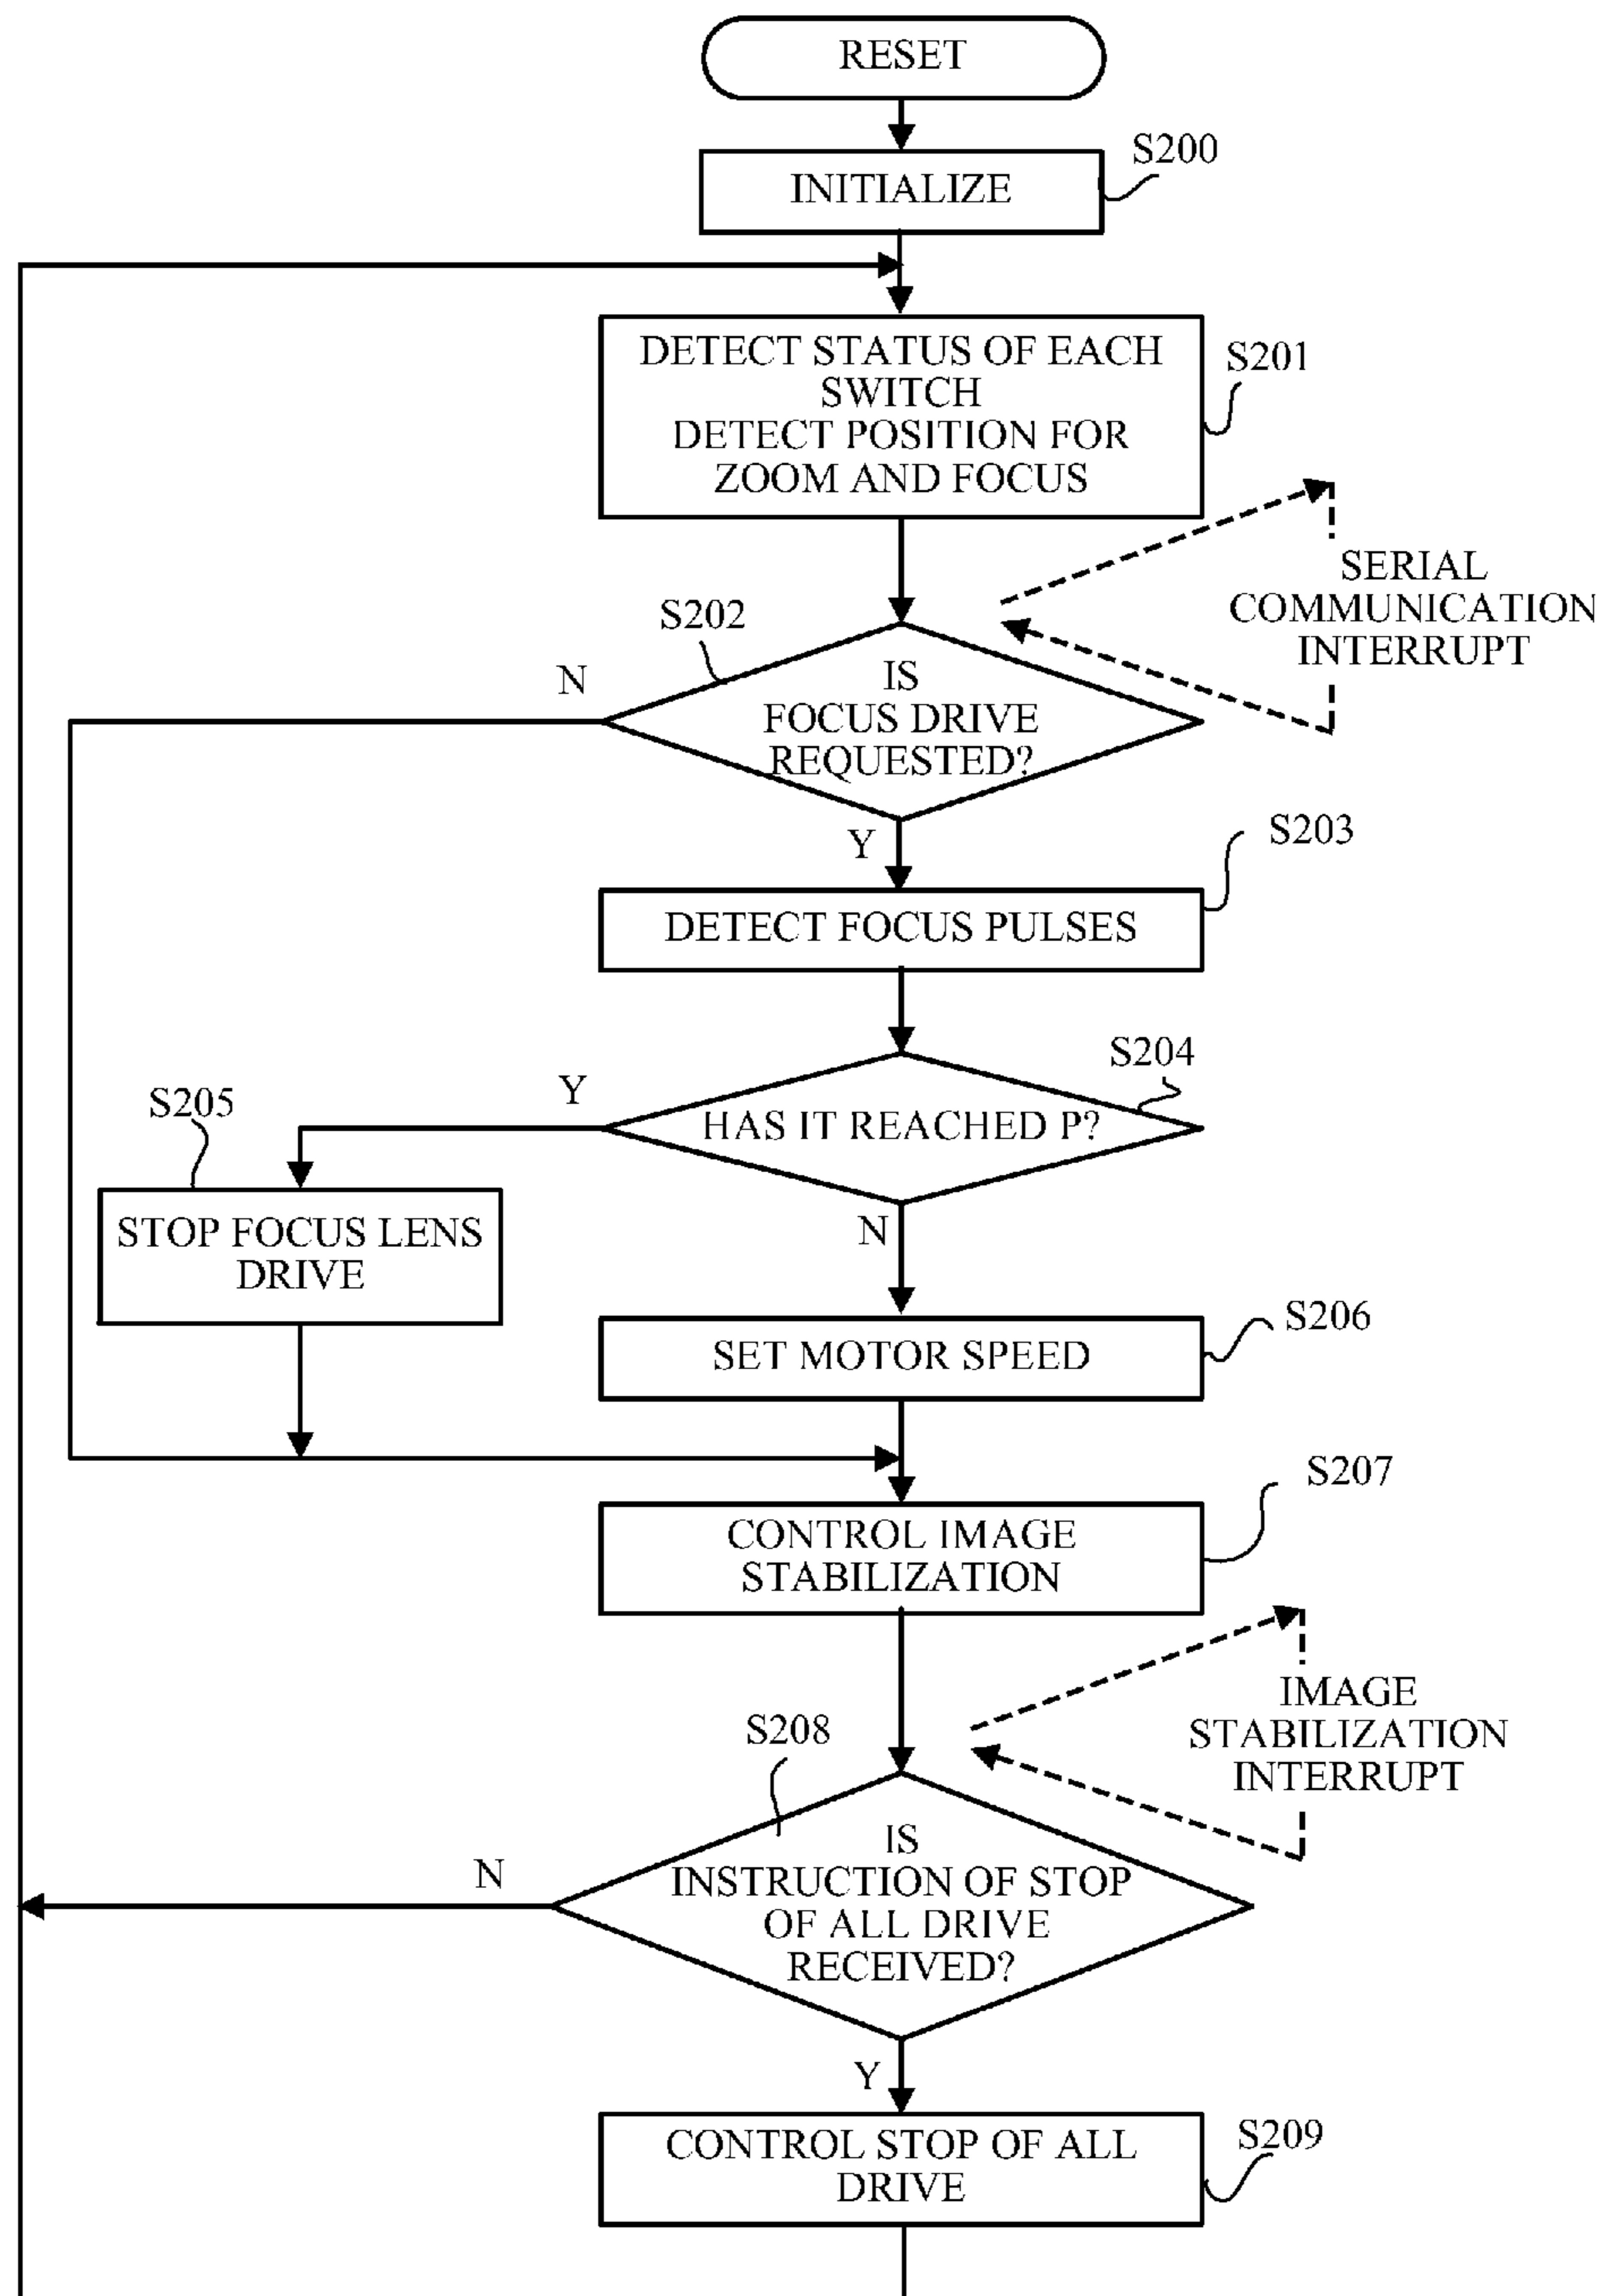 RESET
S200
INITIALIZE
DETECT STATUS OF EACH
SWITCH
DETECT POSITION FOR
ZOOM AND FOCUS
S201
SERIAL
COMMUNICATION
INTERRUPT
S202
N
IS
FOCUS DRIVE
REQUESTED?
Y
S203
DETECT FOCUS PULSES
S204
Y
HAS IT REACHED P?
S205
N
STOP FOCUS LENS
DRIVE
S206
SET MOTOR SPEED
S207
CONTROL IMAGE
STABILIZATION
IMAGE
STABILIZATION
INTERRUPT
S208
N
IS
INSTRUCTION OF STOP
OF ALL DRIVE
RECEIVED?
Y
S209
CONTROL STOP OF ALL
DRIVE